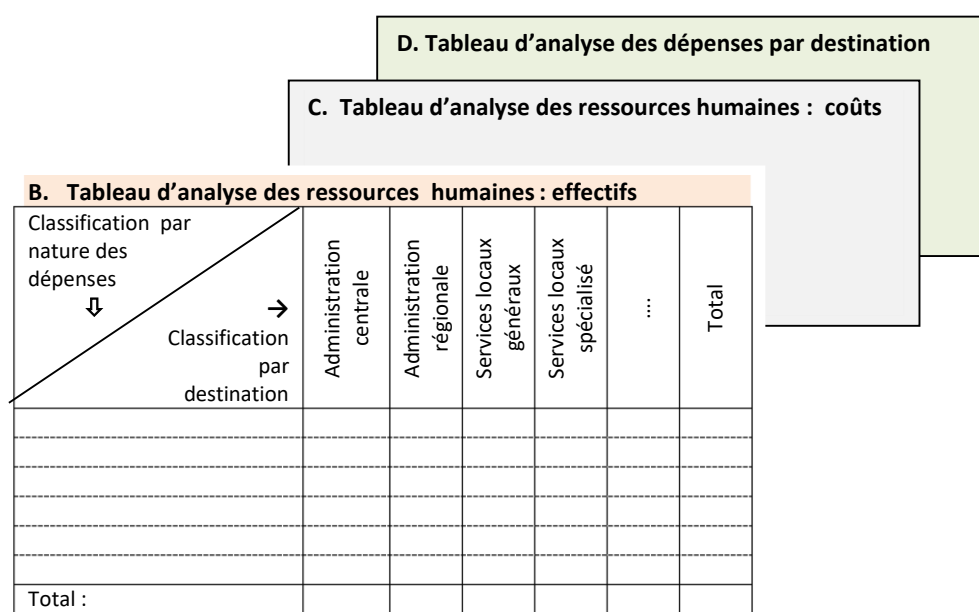 D. Tableau d’analyse des dépenses par destination
C. Tableau d’analyse des ressources humaines : coûts
B. Tableau d’analyse des ressources humaines : effectifs
Classification par
nature des
dépenses
⇩
→
Classification
par
destination
Administration
centrale
Administration
régionale
Services locaux
généraux
Services locaux
spécialisé
....
Total
Total :